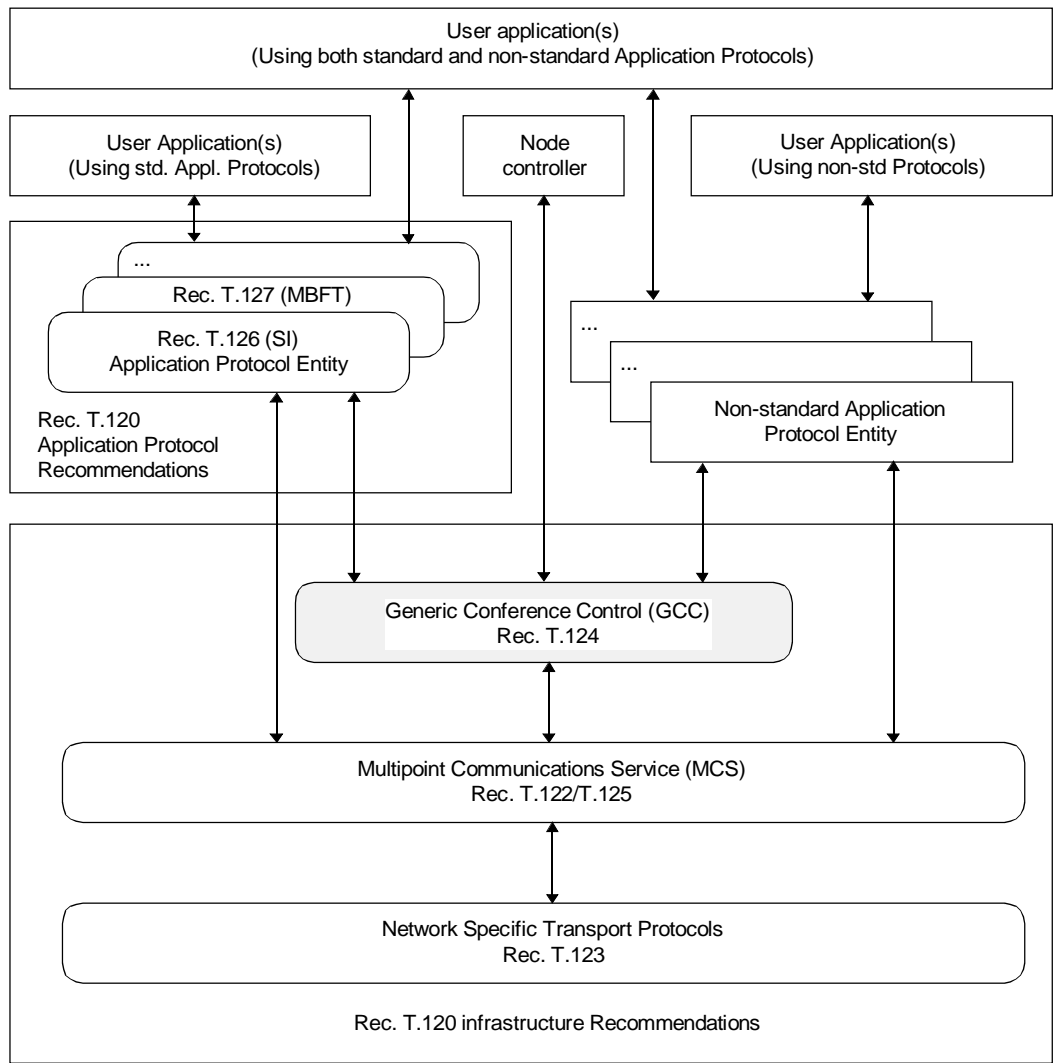 User application(s)
(Using both standard and non-standard Application Protocols)
User Application(s)
(Using std. Appl. Protocols)
Node
controller
User Application(s)
(Using non-std Protocols)
...
Rec. T.127 (MBFT)
Rec. T.126 (SI)
Application Protocol Entity
Rec. T.120
Application Protocol
Recommendations
...
...
Non-standard Application
Protocol Entity
Generic Conference Control (GCC)
Rec. T.124
Multipoint Communications Service (MCS)
Rec. T.122/T.125
Network Specific Transport Protocols
Rec. T.123
Rec. T.120 infrastructure Recommendations